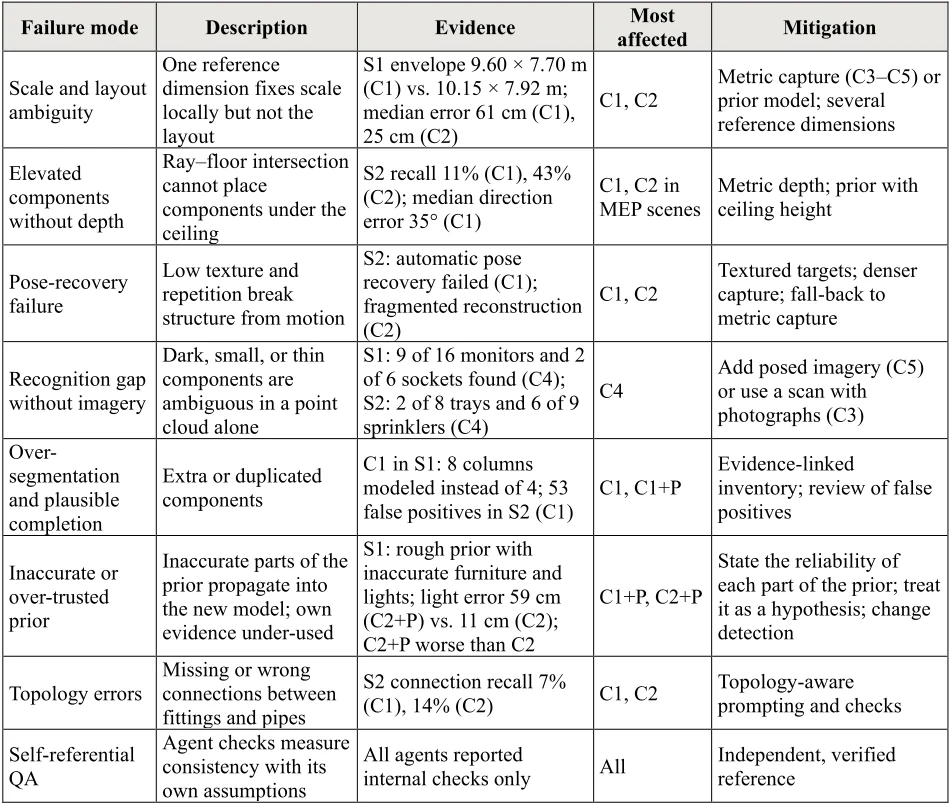 Failure mode
Description
Evidence
Most
affected
Mitigation
Scale and layout
ambiguity
One reference
dimension fixes scale
locally but not the
layout
S1 envelope 9.60 × 7.70 m
(C1) vs. 10.15 × 7.92 m;
median error 61 cm (C1),
25 cm (C2)
C1, C2
Metric capture (C3–C5) or
prior model; several
reference dimensions
Elevated
components
without depth
Ray–floor intersection
cannot place
components under the
ceiling
S2 recall 11% (C1), 43%
(C2); median direction
error 35° (C1)
C1, C2 in
MEP scenes
Metric depth; prior with
ceiling height
Pose-recovery
failure
Low texture and
repetition break
structure from motion
S2: automatic pose
recovery failed (C1);
fragmented reconstruction
(C2)
C1, C2
Textured targets; denser
capture; fall-back to
metric capture
Recognition gap
without imagery
Dark, small, or thin
components are
ambiguous in a point
cloud alone
S1: 9 of 16 monitors and 2
of 6 sockets found (C4);
S2: 2 of 8 trays and 6 of 9
sprinklers (C4)
C4
Add posed imagery (C5)
or use a scan with
photographs (C3)
Over-
segmentation
and plausible
completion
Extra or duplicated
components
C1 in S1: 8 columns
modeled instead of 4; 53
false positives in S2 (C1)
C1, C1+P
Evidence-linked
inventory; review of false
positives
Inaccurate or
over-trusted
prior
Inaccurate parts of the
prior propagate into
the new model; own
evidence under-used
S1: rough prior with
inaccurate furniture and
lights; light error 59 cm
(C2+P) vs. 11 cm (C2);
C2+P worse than C2
C1+P, C2+P
State the reliability of
each part of the prior; treat
it as a hypothesis; change
detection
Topology errors
Missing or wrong
connections between
fittings and pipes
S2 connection recall 7%
(C1), 14% (C2)
C1, C2
Topology-aware
prompting and checks
Self-referential
QA
Agent checks measure
consistency with its
own assumptions
All agents reported
internal checks only
All
Independent, verified
reference